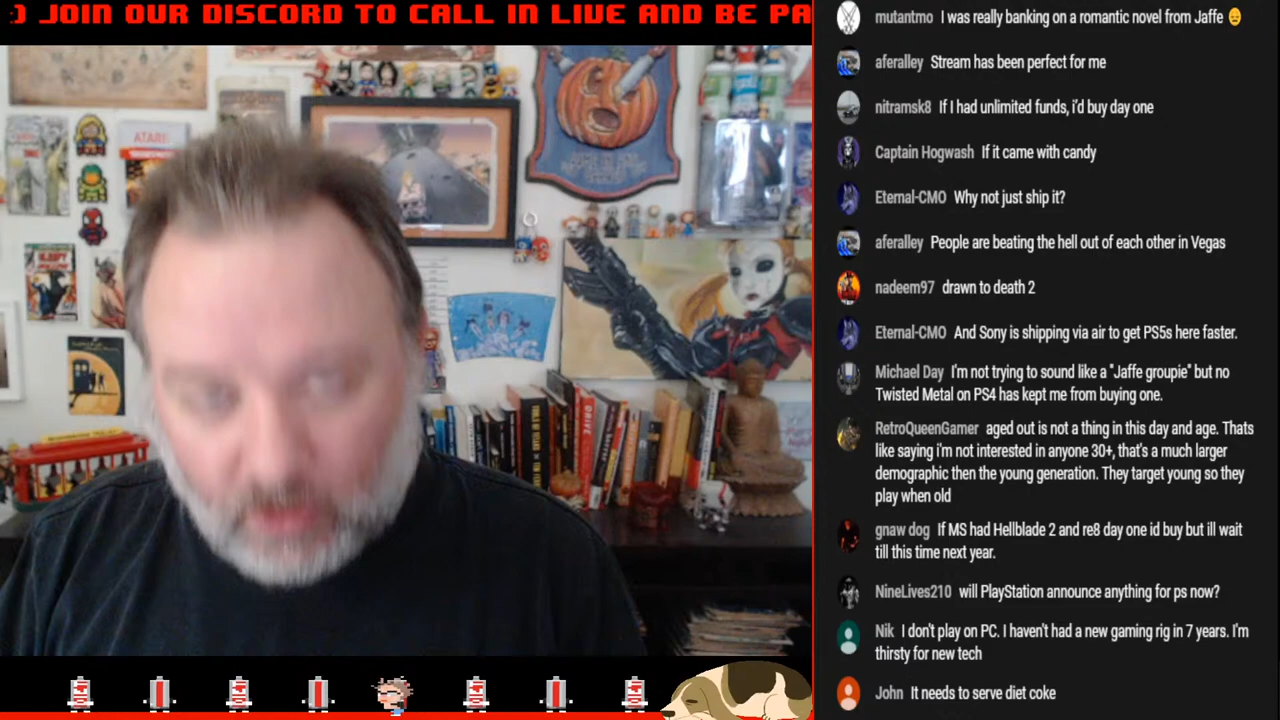 :) JOIN OUR DISCORD TO CALL IN LIVE AND BE PA
ATARI
DRIVE
mutantmo I was really banking on a romantic novel from Jaffe
aferalley Stream has been perfect for me
nitramsk8 If I had unlimited funds, i'd buy day one
Captain Hogwash If it came with candy
Eternal-CMO Why not just ship it?
aferalley People are beating the hell out of each other in Vegas
nadeem97 drawn to death 2
Eternal-CMO And Sony is shipping via air to get PS5s here faster.
Michael Day I'm not trying to sound like a "Jaffe groupie" but no
Twisted Metal on PS4 has kept me from buying one.
RetroQueenGamer aged out is not a thing in this day and age. Thats
like saying i'm not interested in anyone 30+, that's a much larger
demographic then the young generation. They target young so they
play when old
gnaw dog If MS had Hellblade 2 and re8 day one id buy but ill wait
till this time next year.
NineLives210 will PlayStation announce anything for ps now?
Nik I don't play on PC. I haven't had a new gaming rig in 7 years. I'm
thirsty for new tech
John It needs to serve diet coke